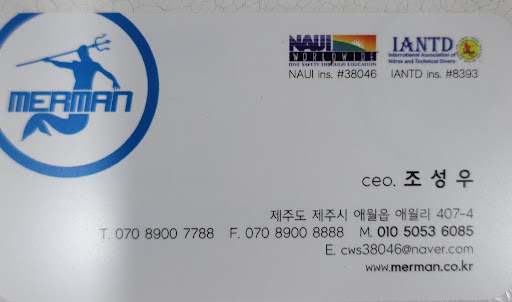 MERMAN
NAUI
WORLDWIDE
DIVE SAFETY THROUGH EDUCATION
NAUI ins. #38046
IANTD
International Association of
Nitrox and Technical Divers
IANTD ins. #8393
ceo. 조성우
제주도 제주시 애월읍 애월리 407-4
T. 070 8900 7788 F. 070 8900 8888 M. 010 5053 6085
E. cws38046@naver.com
www.merman.co.kr